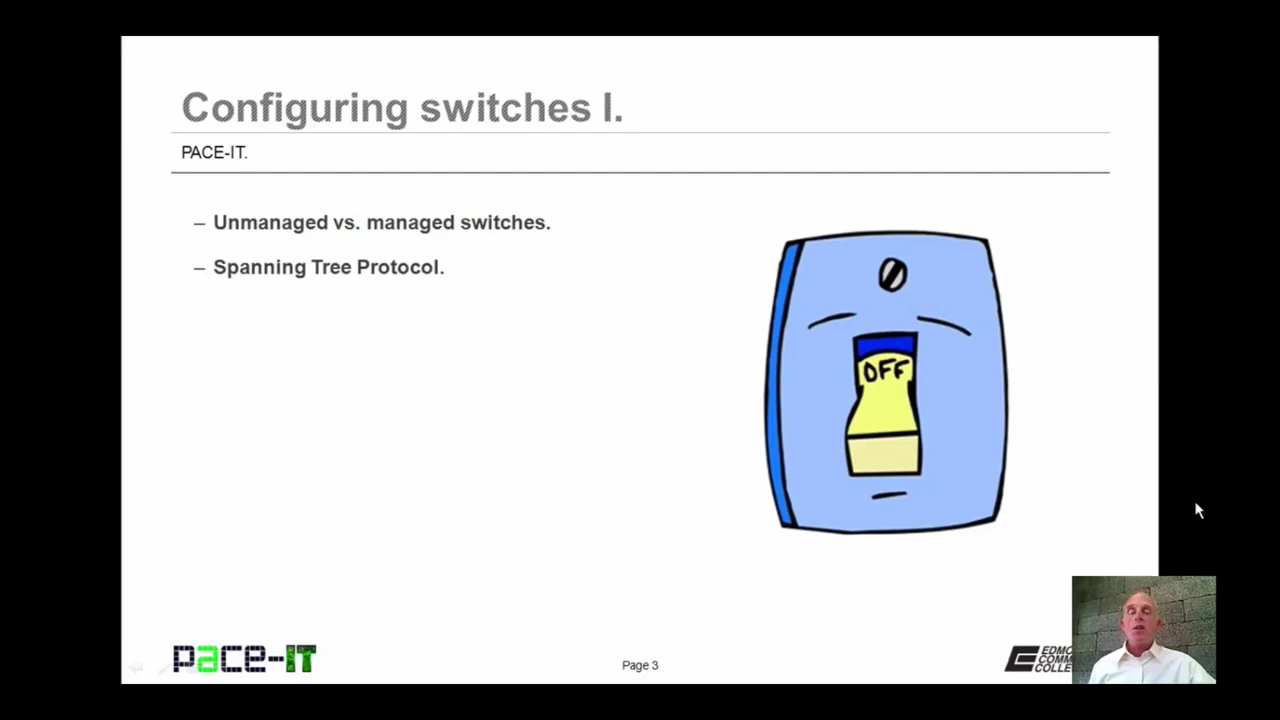 Configuring switches I.
PACE-IT.
– Unmanaged vs. managed switches.
– Spanning Tree Protocol.
OFF
pace-IT
Page 3